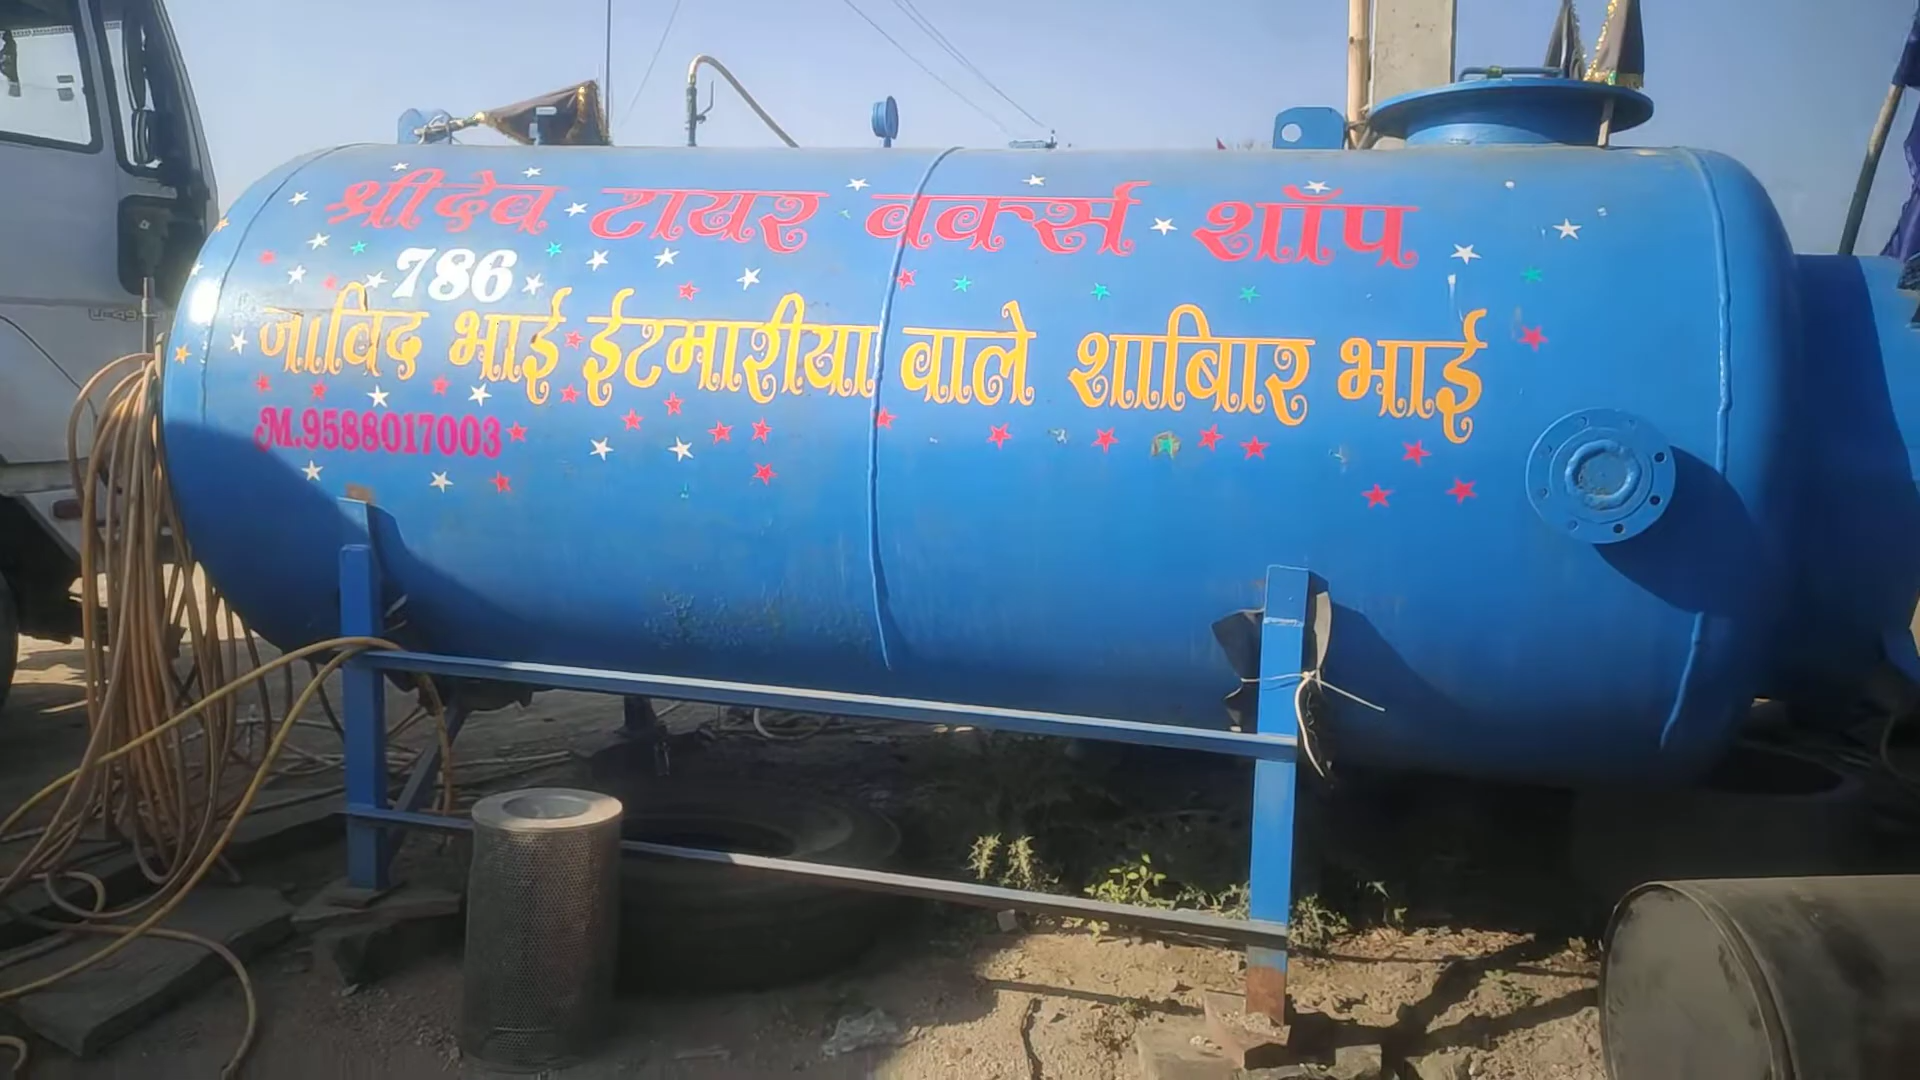 श्रीदेव टायर वर्क्स शॉप
786
जाविद भाई ईटमारीया वाले शाबिार भाई
M.9588017003